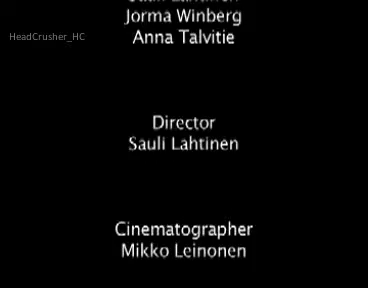 Jorma Winberg
HeadCrusher_HC
Anna Talvitie
Director
Sauli Lahtinen
Cinematographer
Mikko Leinonen